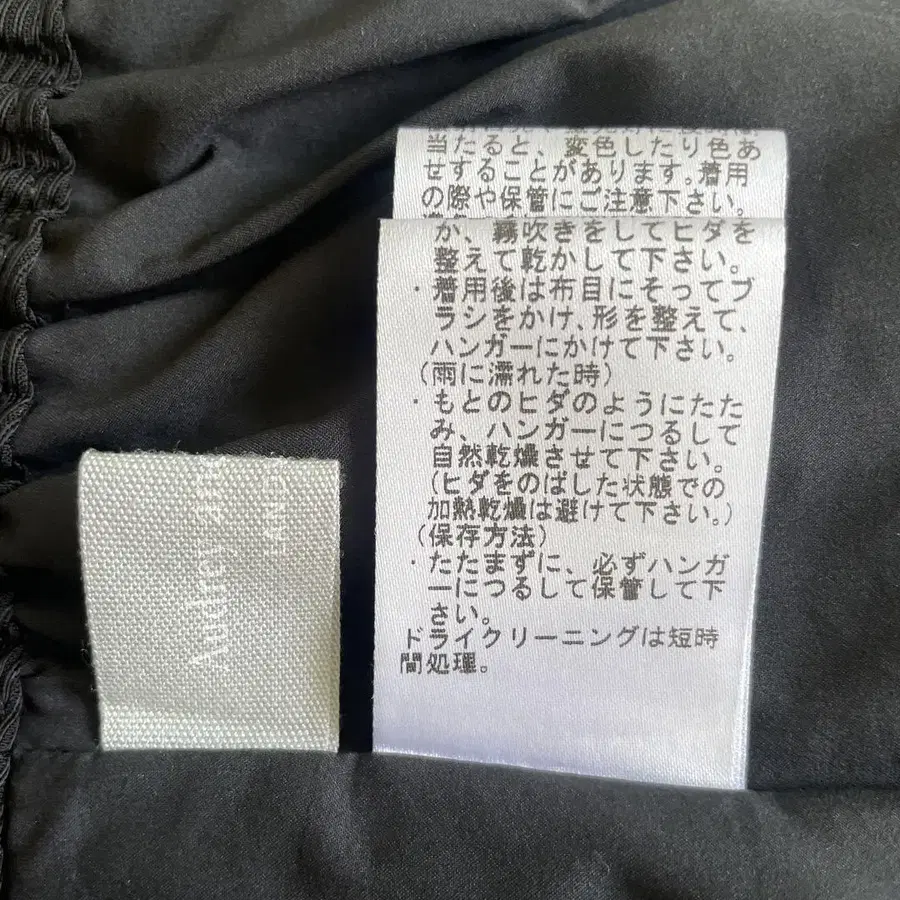 当たると、変色したり色あ
せすることがあります。着用
の際や保管にご注意下さい。
か、霧吹きをしてヒダを
整えて乾かして下さい。
・着用後は布目にそってブ
ラシをかけ、形を整えて、
ハンガーにかけて下さい。
（雨に濡れた時）
・もとのヒダのようにたた
み、ハンガーにつるして
自然乾燥させて下さい。
（ヒダをのばした状態での
加熱乾燥は避けて下さい。）
（保存方法）
・たたまずに、必ずハンガ
ーにつるして保管して下
さい。
ドライクリーニングは短時
間処理。
Audrey